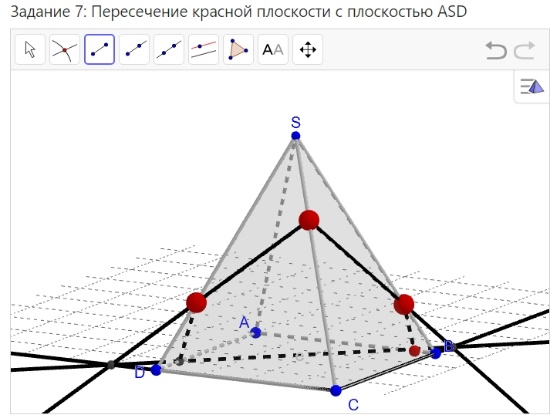 Задание 7: Пересечение красной плоскости с плоскостью ASD
AA
S
A
B
D
C